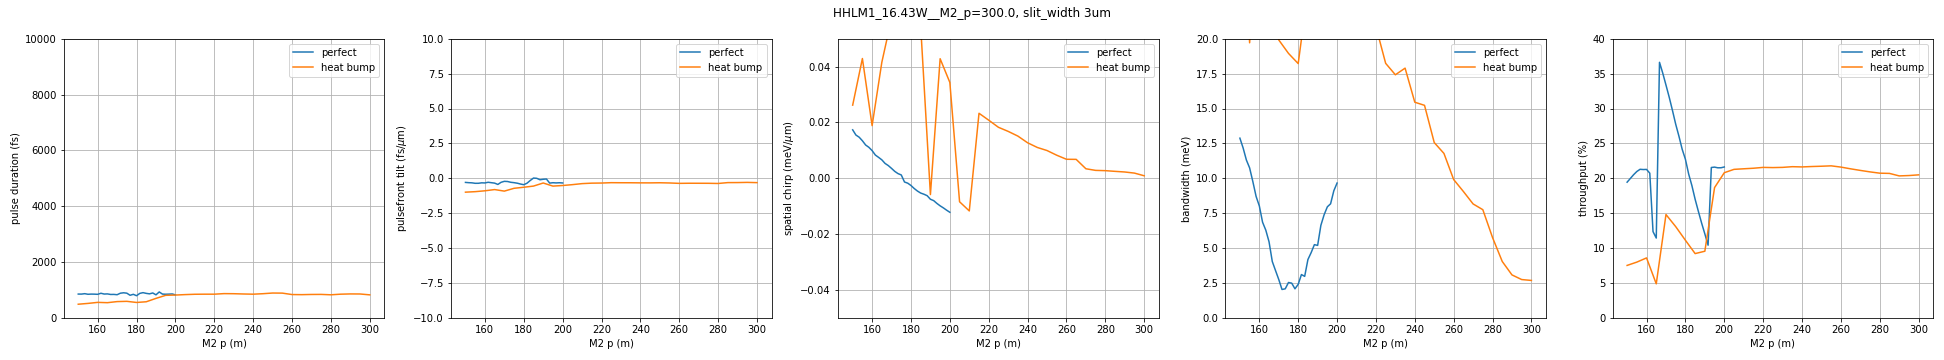 HHLM1_16.43W__M2_p=300.0, slit_width 3um
pulse duration (fs)
10000
8000
6000
4000
2000
0
160 180 200 220 240 260 280 300
M2 p (m)
perfect
heat bump
pulsefront tilt (fs/μm)
10.0
7.5
5.0
2.5
0.0
−2.5
−5.0
−7.5
−10.0
160 180 200 220 240 260 280 300
M2 p (m)
perfect
heat bump
spatial chirp (meV/μm)
0.04
0.02
0.00
−0.02
−0.04
160 180 200 220 240 260 280 300
M2 p (m)
perfect
heat bump
bandwidth (meV)
20.0
17.5
15.0
12.5
10.0
7.5
5.0
2.5
0.0
160 180 200 220 240 260 280 300
M2 p (m)
perfect
heat bump
throughput (%)
40
35
30
25
20
15
10
5
0
160 180 200 220 240 260 280 300
M2 p (m)
perfect
heat bump